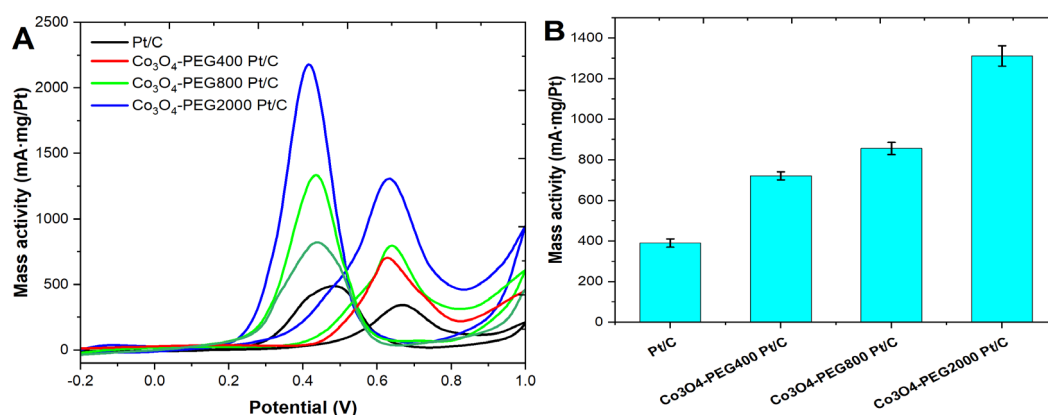 A
Pt/C
Co₃O₄-PEG400 Pt/C
Co₃O₄-PEG800 Pt/C
Co₃O₄-PEG2000 Pt/C
Mass activity (mA·mg/Pt)
2500
2000
1500
1000
500
0
-0.2 0.0 0.2 0.4 0.6 0.8 1.0
Potential (V)
B
Mass activity (mA·mg/Pt)
1400
1200
1000
800
600
400
200
0
Pt/C
Co3O4-PEG400 Pt/C
Co3O4-PEG800 Pt/C
Co3O4-PEG2000 Pt/C